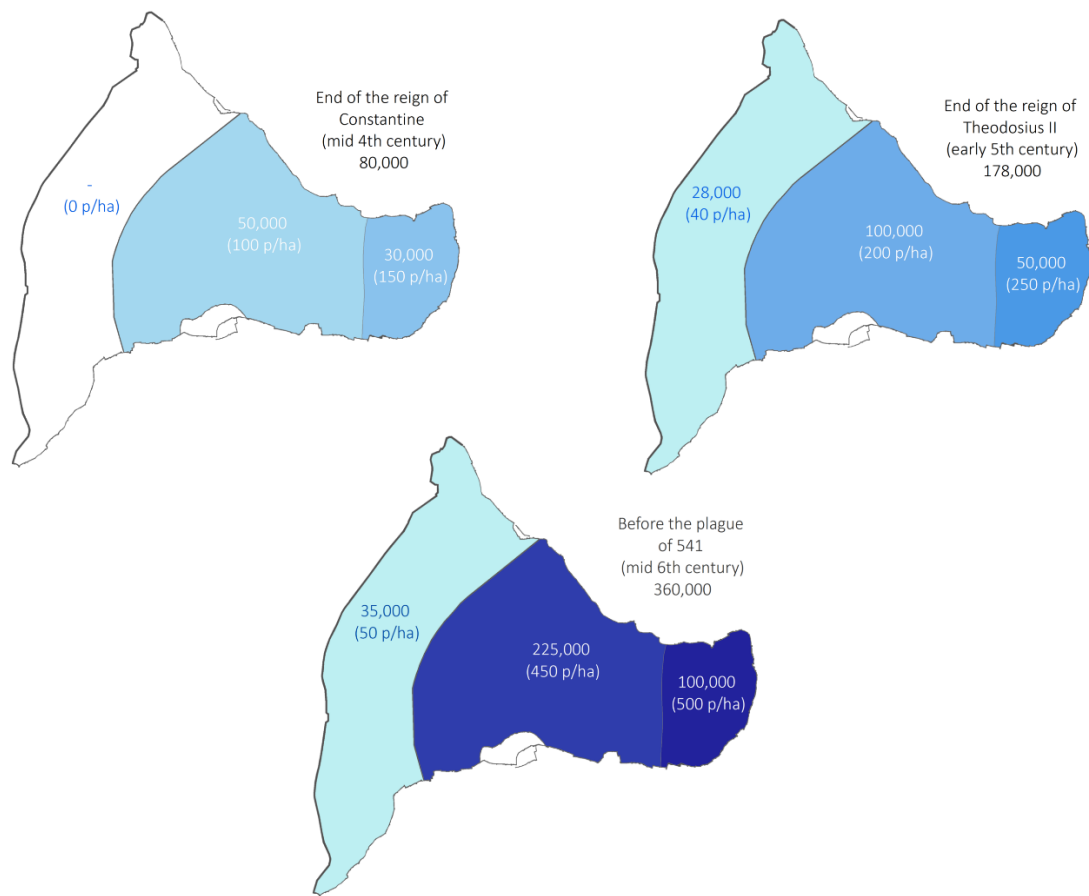 End of the reign of
Constantine
(mid 4th century)
80,000
-
(0 p/ha)
50,000
(100 p/ha)
30,000
(150 p/ha)
End of the reign of
Theodosius II
(early 5th century)
178,000
28,000
(40 p/ha)
100,000
(200 p/ha)
50,000
(250 p/ha)
Before the plague
of 541
(mid 6th century)
360,000
35,000
(50 p/ha)
225,000
(450 p/ha)
100,000
(500 p/ha)